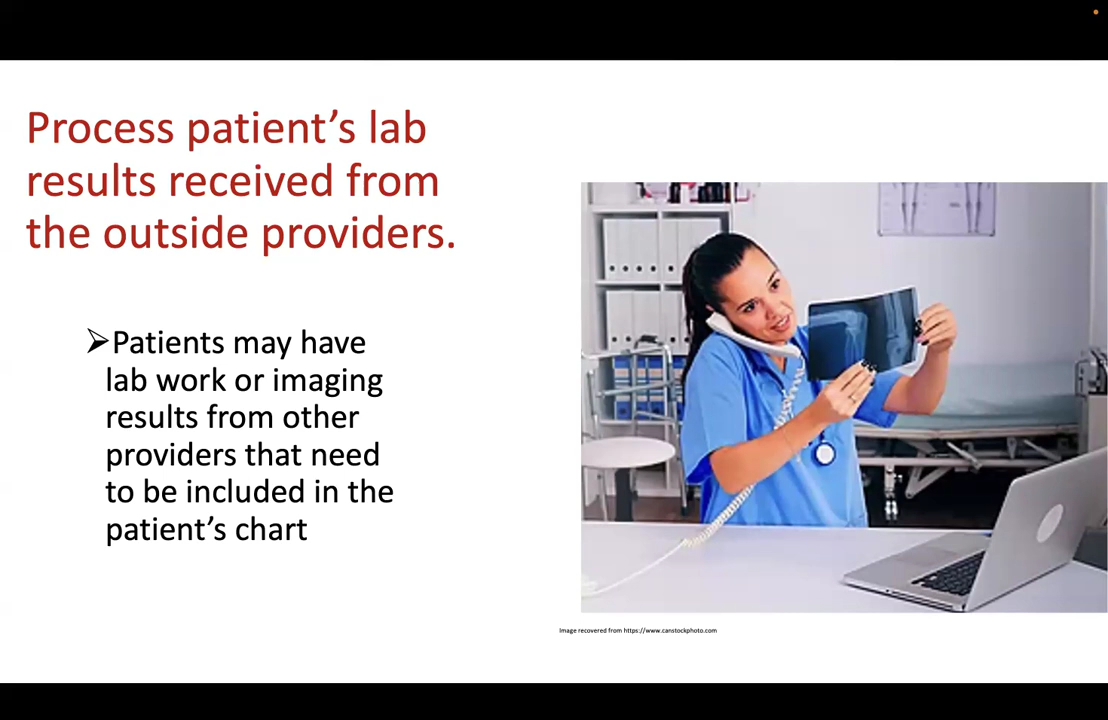 Process patient’s lab
results received from
the outside providers.
➢Patients may have
lab work or imaging
results from other
providers that need
to be included in the
patient’s chart
Image recovered from https://www.canstockphoto.com